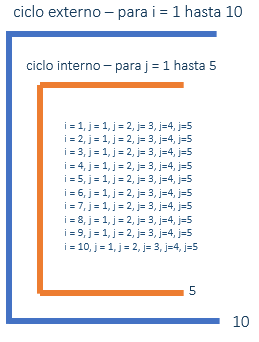 ciclo externo – para i = 1 hasta 10
ciclo interno – para j = 1 hasta 5
i = 1, j = 1, j = 2, j= 3, j=4, j=5
i = 2, j = 1, j = 2, j= 3, j=4, j=5
i = 3, j = 1, j = 2, j= 3, j=4, j=5
i = 4, j = 1, j = 2, j= 3, j=4, j=5
i = 5, j = 1, j = 2, j= 3, j=4, j=5
i = 6, j = 1, j = 2, j= 3, j=4, j=5
i = 7, j = 1, j = 2, j= 3, j=4, j=5
i = 8, j = 1, j = 2, j= 3, j=4, j=5
i = 9, j = 1, j = 2, j= 3, j=4, j=5
i = 10, j = 1, j = 2, j= 3, j=4, j=5
5
10